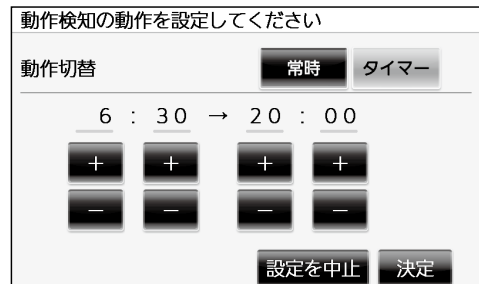 動作検知の動作を設定してください
動作切替 常時 タイマー
6 : 30 → 20 : 00
+ + + +
− − − −
設定を中止 決定